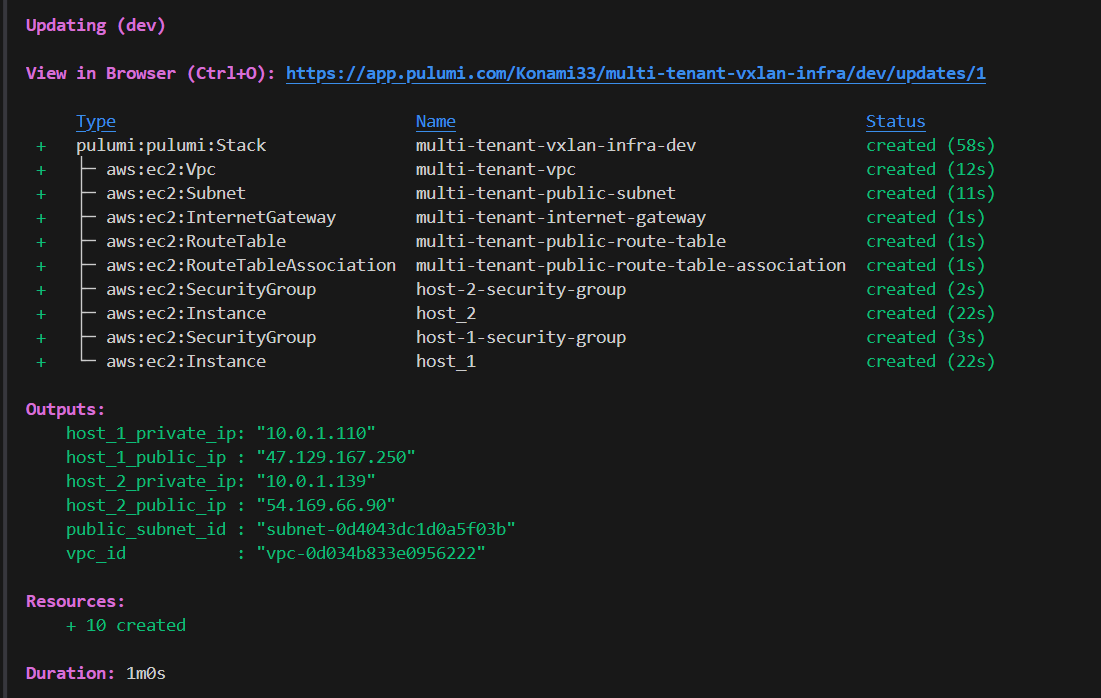 Updating (dev)
View in Browser (Ctrl+O): https://app.pulumi.com/Konami33/multi-tenant-vxlan-infra/dev/updates/1
Type Name Status
+ pulumi:pulumi:Stack multi-tenant-vxlan-infra-dev created (58s)
+ ├─ aws:ec2:Vpc multi-tenant-vpc created (12s)
+ ├─ aws:ec2:Subnet multi-tenant-public-subnet created (11s)
+ ├─ aws:ec2:InternetGateway multi-tenant-internet-gateway created (1s)
+ ├─ aws:ec2:RouteTable multi-tenant-public-route-table created (1s)
+ ├─ aws:ec2:RouteTableAssociation multi-tenant-public-route-table-association created (1s)
+ ├─ aws:ec2:SecurityGroup host-2-security-group created (2s)
+ ├─ aws:ec2:Instance host_2 created (22s)
+ ├─ aws:ec2:SecurityGroup host-1-security-group created (3s)
+ └─ aws:ec2:Instance host_1 created (22s)
Outputs:
host_1_private_ip: "10.0.1.110"
host_1_public_ip : "47.129.167.250"
host_2_private_ip: "10.0.1.139"
host_2_public_ip : "54.169.66.90"
public_subnet_id : "subnet-0d4043dc1d0a5f03b"
vpc_id : "vpc-0d034b833e0956222"
Resources:
+ 10 created
Duration: 1m0s